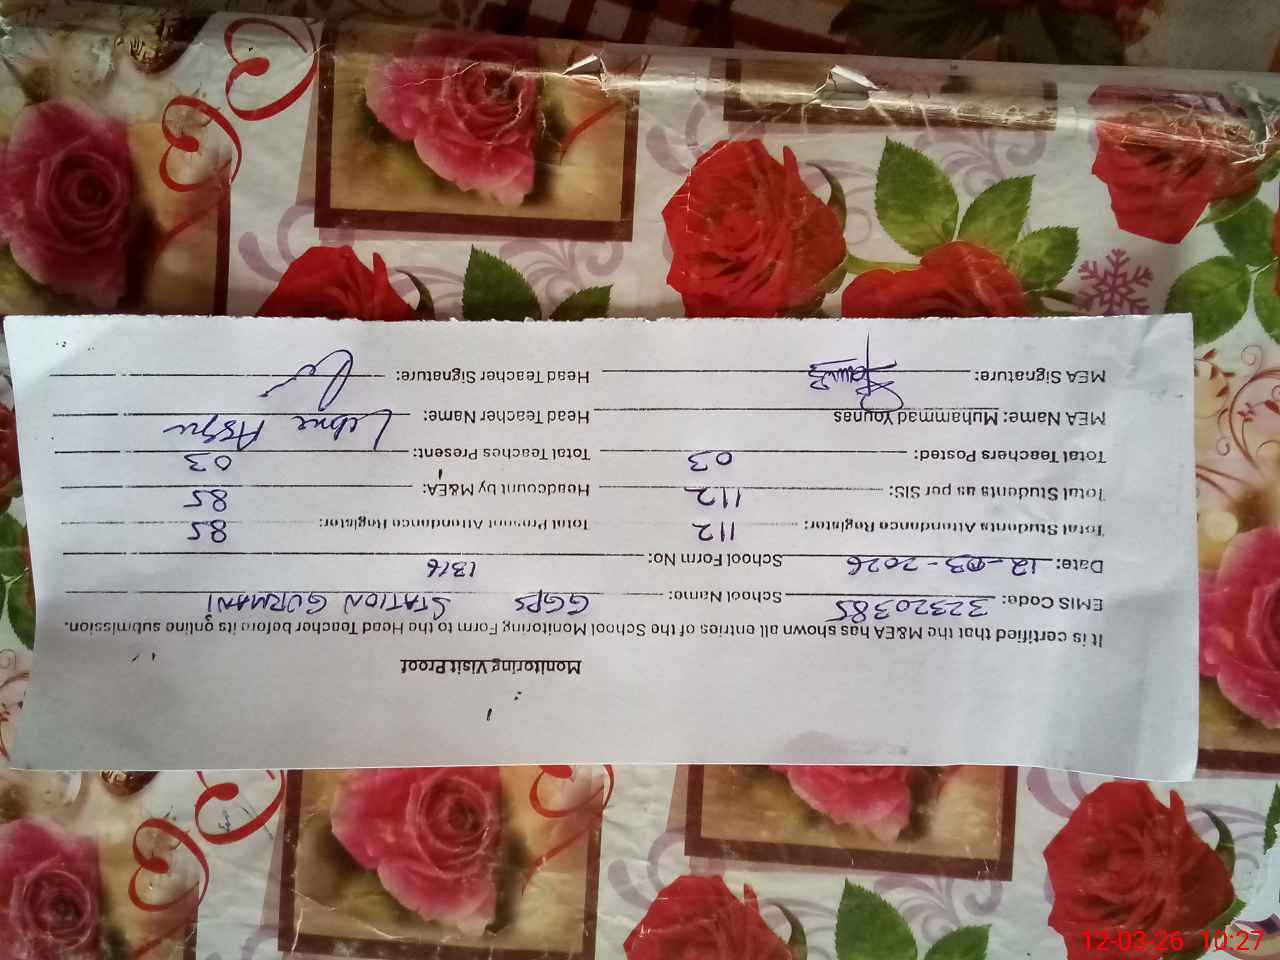 Monitoring Visit Proof
It is certified that the M&EA has shown all entries of the School Monitoring Form to the Head Teacher before its online submission.
EMIS Code: 32320385 School Name: GGPS STATION GURMANI
Date: 12-03-2026 School Form No: 1316
Total Students Attendance Register: 112 Total Present Attendance Register: 85
Total Students as per SIS: 112 Headcount by M&EA: 85
Total Teachers Posted: 03 Total Teaches Present: 03
MEA Name: Muhammad Younas Head Teacher Name:
MEA Signature: Head Teacher Signature:
12-03-26 10:27